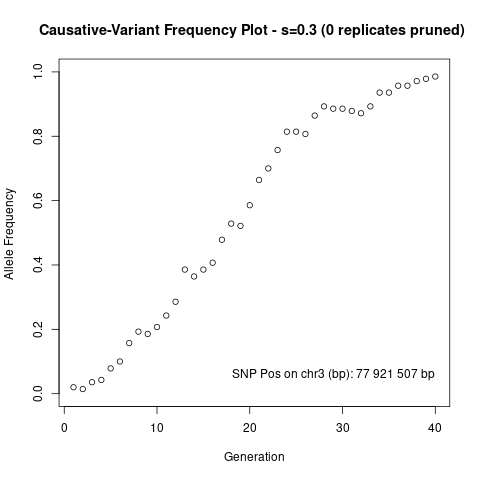 Causative-Variant Frequency Plot - s=0.3 (0 replicates pruned)
Allele Frequency
1.0
0.8
0.6
0.4
0.2
0.0
SNP Pos on chr3 (bp): 77 921 507 bp
0 10 20 30 40
Generation